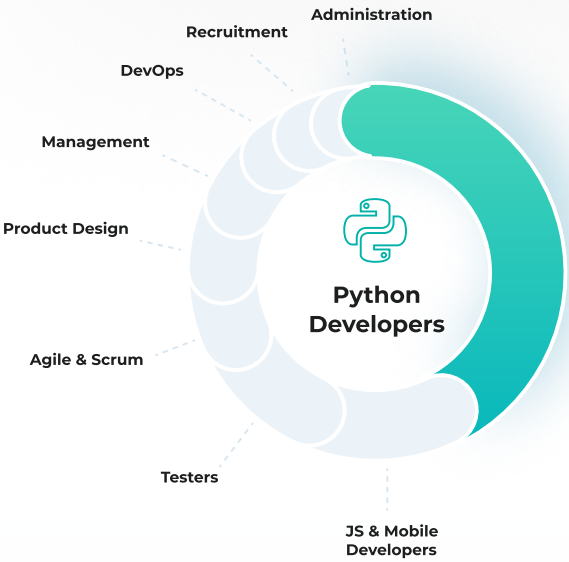 Administration
Recruitment
DevOps
Management
Product Design
Python
Developers
Agile & Scrum
Testers
JS & Mobile
Developers